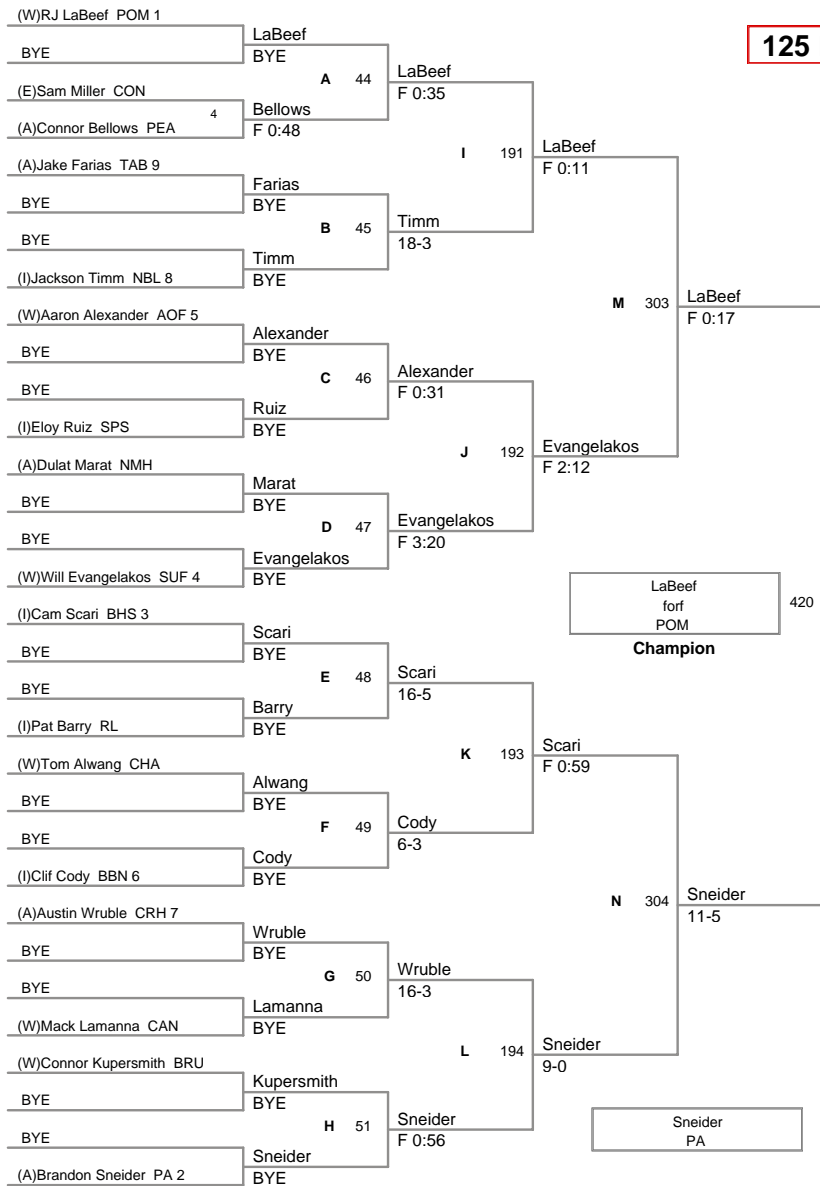 125
(W)RJ LaBeef POM 1
BYE
(E)Sam Miller CON
4
(A)Connor Bellows PEA
(A)Jake Farias TAB 9
BYE
BYE
(I)Jackson Timm NBL 8
(W)Aaron Alexander AOF 5
BYE
BYE
(I)Eloy Ruiz SPS
(A)Dulat Marat NMH
BYE
BYE
(W)Will Evangelakos SUF 4
(I)Cam Scari BHS 3
BYE
BYE
(I)Pat Barry RL
(W)Tom Alwang CHA
BYE
BYE
(I)Clif Cody BBN 6
(A)Austin Wruble CRH 7
BYE
BYE
(W)Mack Lamanna CAN
(W)Connor Kupersmith BRU
BYE
BYE
(A)Brandon Sneider PA 2
LaBeef
BYE
A 44
Bellows
F 0:48
Farias
BYE
B 45
Timm
BYE
Alexander
BYE
C 46
Ruiz
BYE
Marat
BYE
D 47
Evangelakos
BYE
Scari
BYE
E 48
Barry
BYE
Alwang
BYE
F 49
Cody
BYE
Wruble
BYE
G 50
Lamanna
BYE
Kupersmith
BYE
H 51
Sneider
BYE
LaBeef
F 0:35
I 191
Timm
18-3
Alexander
F 0:31
J 192
Evangelakos
F 3:20
Scari
16-5
K 193
Cody
6-3
Wruble
16-3
L 194
Sneider
F 0:56
LaBeef
F 0:11
M 303
Evangelakos
F 2:12
Scari
F 0:59
N 304
Sneider
9-0
LaBeef
F 0:17
Sneider
11-5
LaBeef
forf
POM
420
Champion
Sneider
PA